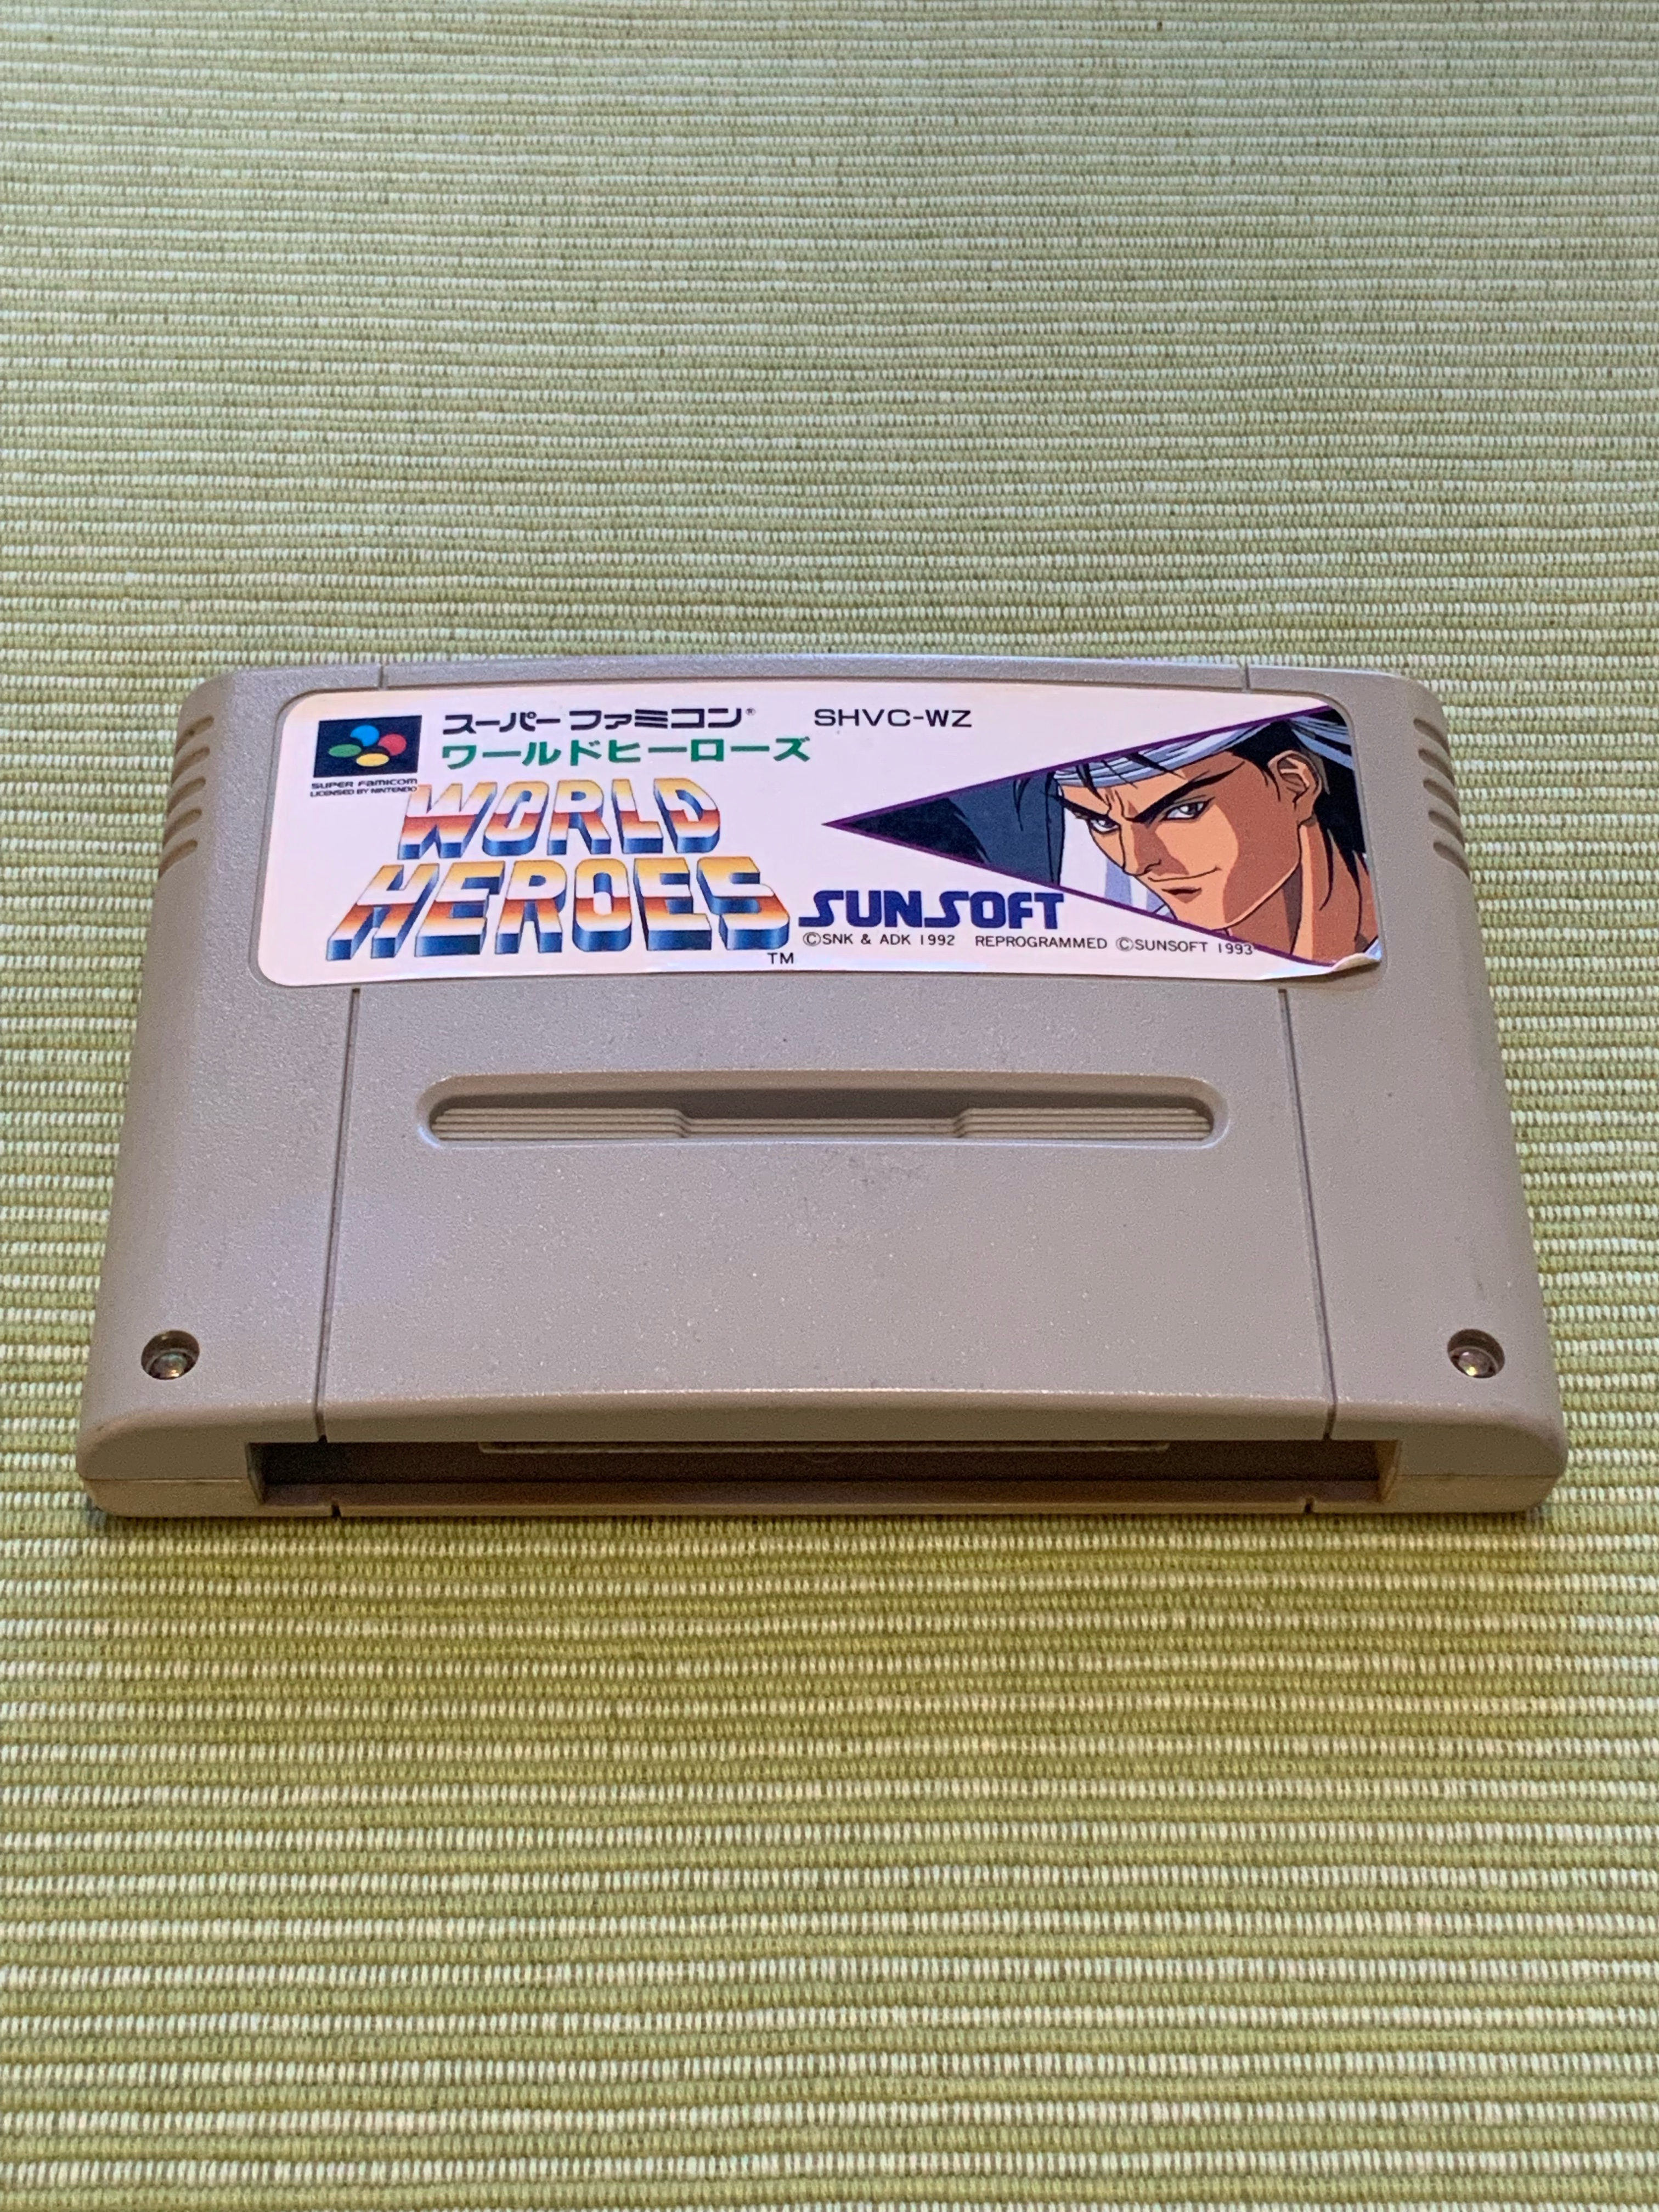 スーパーファミコン® SHVC-WZ
ワールドヒーローズ
SUPER FAMICOM
LICENSED BY NINTENDO
WORLD
HEROES
TM
SUNSOFT
©SNK & ADK 1992 REPROGRAMMED ©SUNSOFT 1993